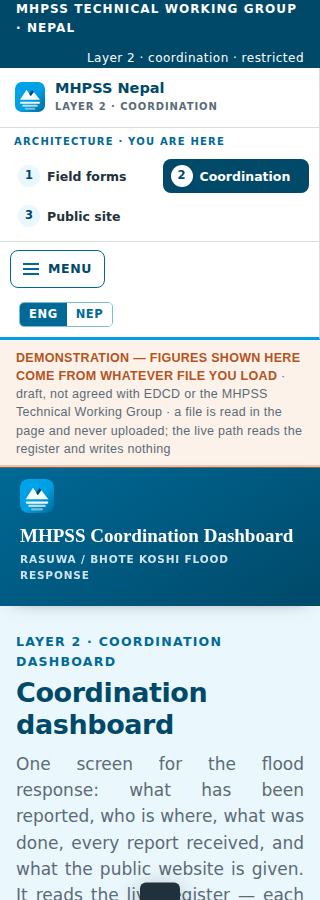 MHPSS TECHNICAL WORKING GROUP
· NEPAL
Layer 2 · coordination · restricted
MHPSS Nepal
LAYER 2 · COORDINATION
ARCHITECTURE · YOU ARE HERE
1 Field forms
2 Coordination
3 Public site
MENU
ENG NEP
DEMONSTRATION — FIGURES SHOWN HERE
COME FROM WHATEVER FILE YOU LOAD ·
draft, not agreed with EDCD or the MHPSS
Technical Working Group · a file is read in the
page and never uploaded; the live path reads the
register and writes nothing
MHPSS Coordination Dashboard
RASUWA / BHOTE KOSHI FLOOD
RESPONSE
LAYER 2 · COORDINATION
DASHBOARD
Coordination
dashboard
One screen for the flood
response: what has been
reported, who is where, what was
done, every report received, and
what the public website is given.
It reads the — each